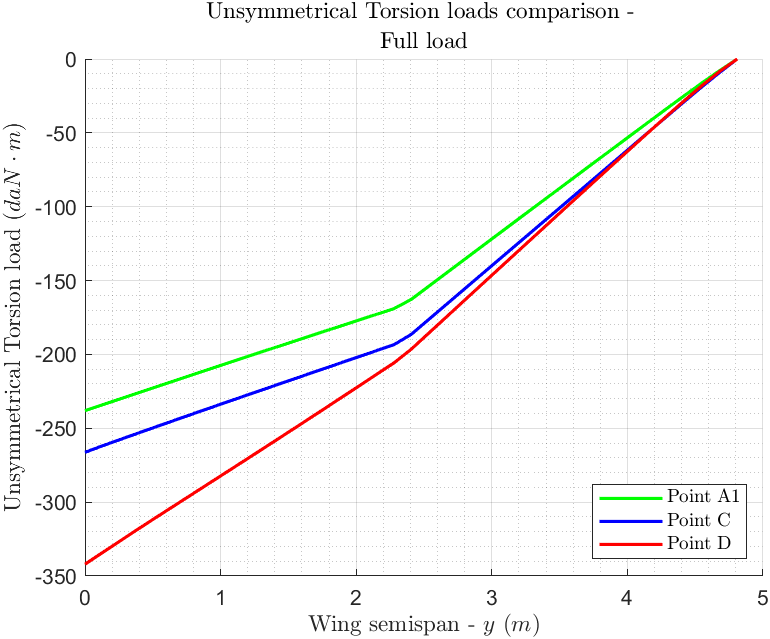 Unsymmetrical Torsion loads comparison -
Full load
0
-50
-100
-150
-200
-250
-300
-350
Unsymmetrical Torsion load (daN · m)
Point A1
Point C
Point D
0 1 2 3 4 5
Wing semispan - y (m)